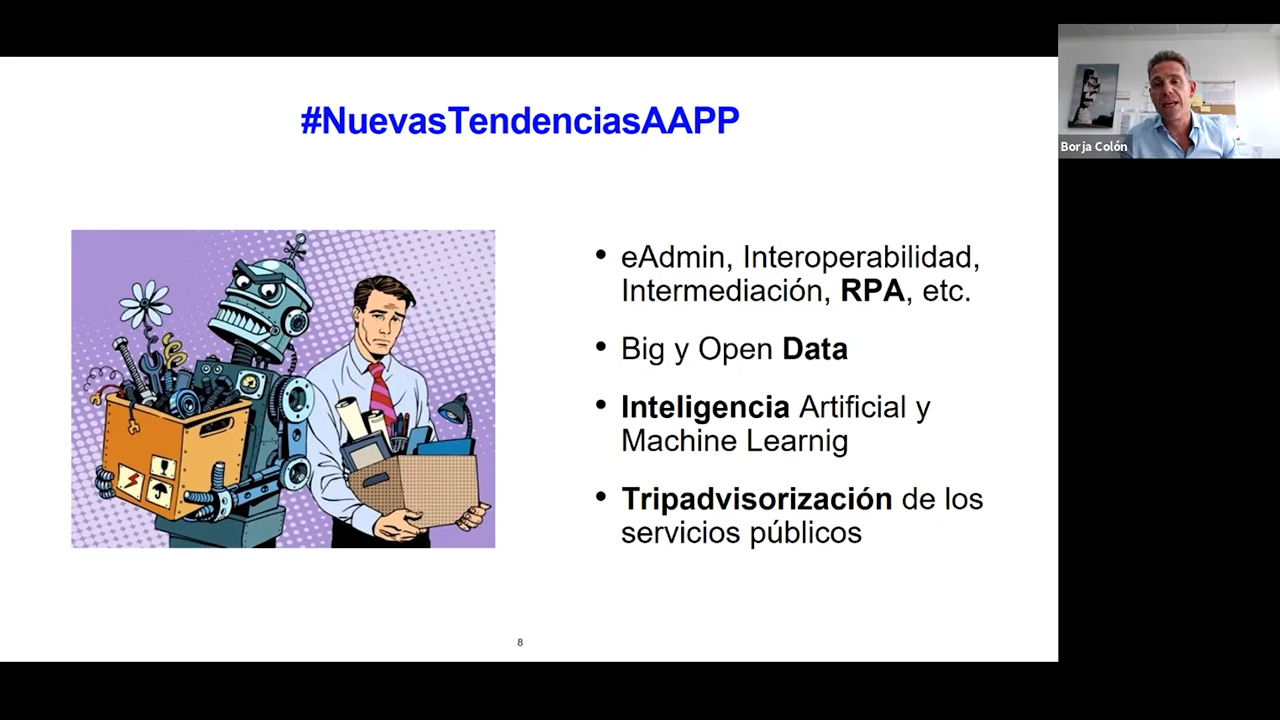 #NuevasTendenciasAAPP
Borja Colón
• eAdmin, Interoperabilidad,
Intermediación, RPA, etc.
• Big y Open Data
• Inteligencia Artificial y
Machine Learnig
• Tripadvisorización de los
servicios públicos
8